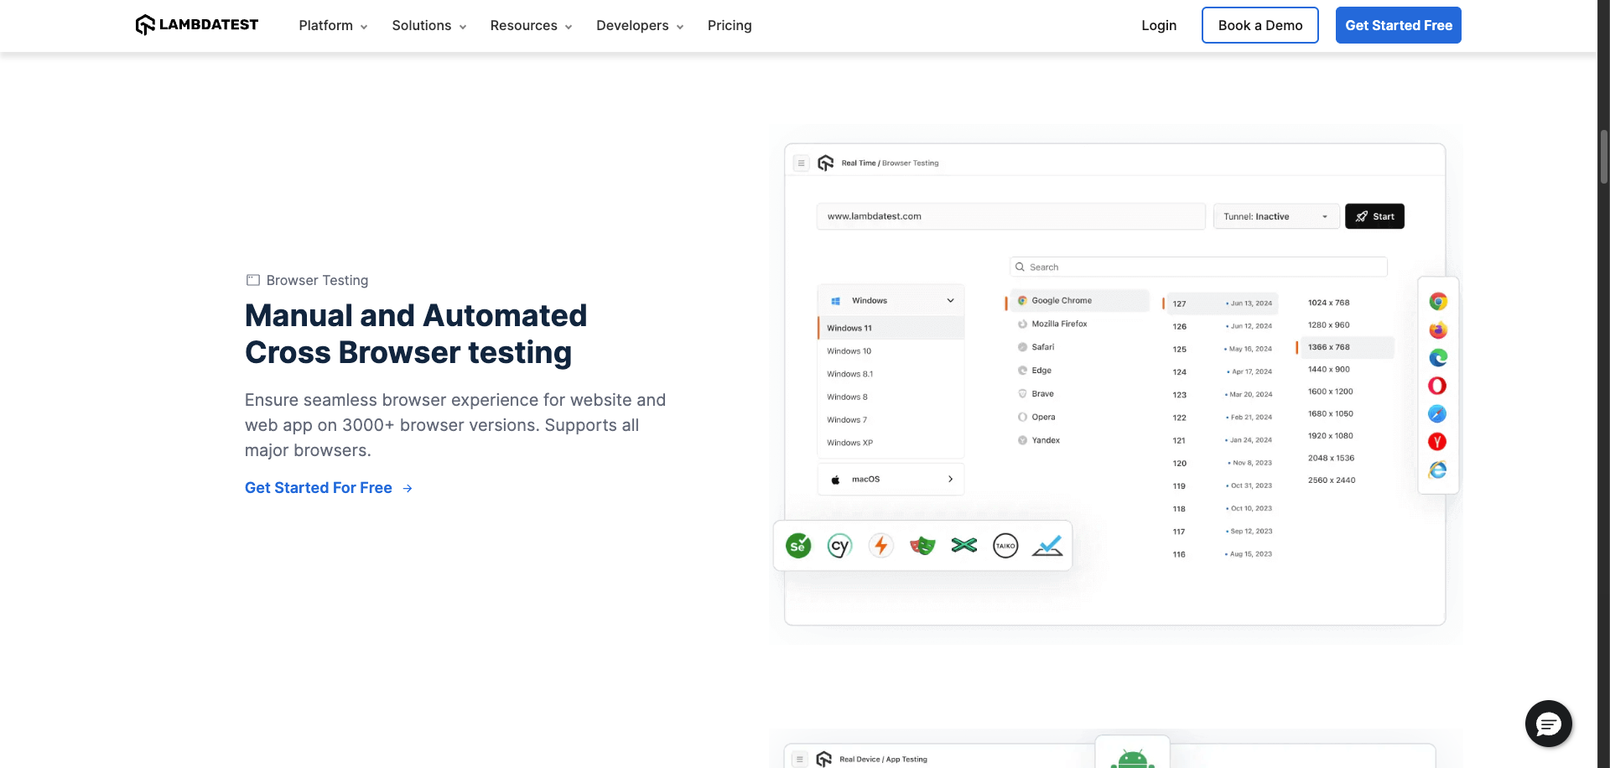 LAMBDATEST Platform Solutions Resources Developers Pricing Login Book a Demo Get Started Free
Browser Testing
Manual and Automated
Cross Browser testing
Ensure seamless browser experience for website and
web app on 3000+ browser versions. Supports all
major browsers.
Get Started For Free
Real Time / Browser Testing
www.lambdatest.com Tunnel: Inactive Start
Search
Windows
Windows 11
Windows 10
Windows 8.1
Windows 8
Windows 7
Windows XP
macOS
Google Chrome
Mozilla Firefox
Safari
Edge
Brave
Opera
Yandex
127 Jun 13, 2024
126 Jun 12, 2024
125 May 16, 2024
124 Apr 17, 2024
123 Mar 20, 2024
122 Feb 21, 2024
121 Jan 24, 2024
120 Nov 8, 2023
119 Oct 31, 2023
118 Oct 10, 2023
117 Sep 12, 2023
116 Aug 15, 2023
1024 x 768
1280 x 960
1366 x 768
1440 x 900
1600 x 1200
1680 x 1050
1920 x 1080
2048 x 1536
2560 x 2440
Se cy TAIKO
Real Device / App Testing